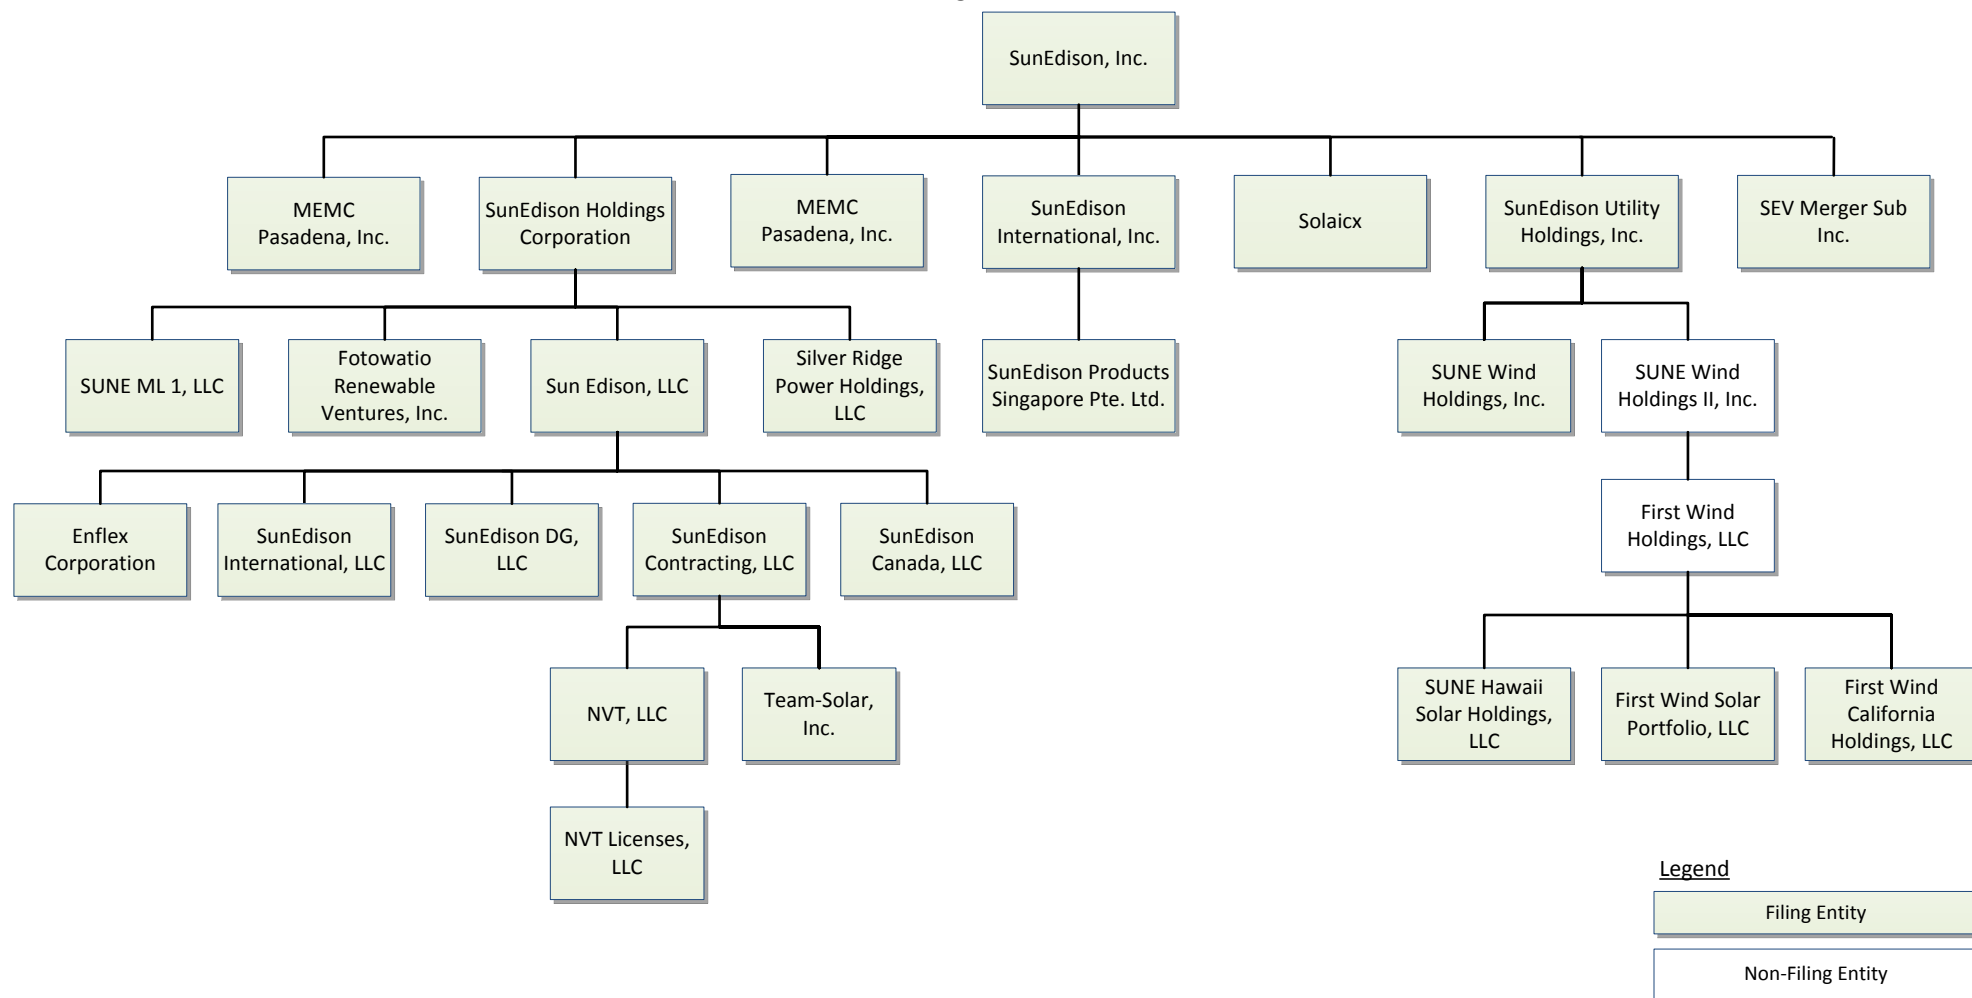 SunEdison, Inc.
MEMC
Pasadena, Inc.
SunEdison Holdings
Corporation
MEMC
Pasadena, Inc.
SunEdison
International, Inc.
Solaicx
SunEdison Utility
Holdings, Inc.
SEV Merger Sub
Inc.
SUNE ML 1, LLC
Fotowatio
Renewable
Ventures, Inc.
Sun Edison, LLC
Silver Ridge
Power Holdings,
LLC
SunEdison Products
Singapore Pte. Ltd.
SUNE Wind
Holdings, Inc.
SUNE Wind
Holdings II, Inc.
Enflex
Corporation
SunEdison
International, LLC
SunEdison DG,
LLC
SunEdison
Contracting, LLC
SunEdison
Canada, LLC
First Wind
Holdings, LLC
NVT, LLC
Team-Solar,
Inc.
SUNE Hawaii
Solar Holdings,
LLC
First Wind Solar
Portfolio, LLC
First Wind
California
Holdings, LLC
NVT Licenses,
LLC
Legend
Filing Entity
Non-Filing Entity